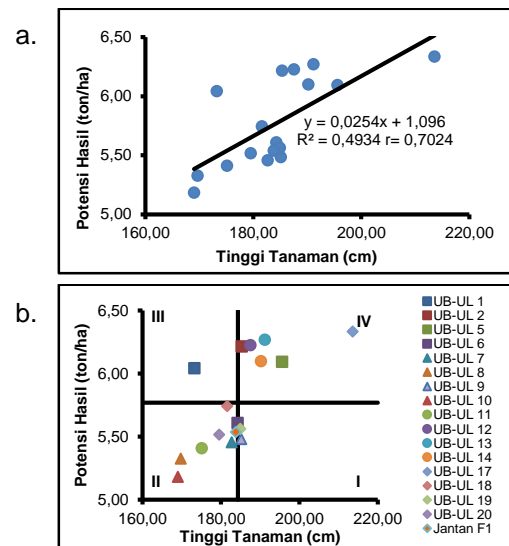 a.
Potensi Hasil (ton/ha)
6,50
6,00
5,50
5,00
y = 0,0254x + 1,096
R² = 0,4934 r= 0,7024
160,00 180,00 200,00 220,00
Tinggi Tanaman (cm)
b.
Potensi Hasil (ton/ha)
6,50
6,00
5,50
5,00
III
IV
II
I
160,00 180,00 200,00 220,00
Tinggi Tanaman (cm)
UB-UL 1
UB-UL 2
UB-UL 5
UB-UL 6
UB-UL 7
UB-UL 8
UB-UL 9
UB-UL 10
UB-UL 11
UB-UL 12
UB-UL 13
UB-UL 14
UB-UL 17
UB-UL 18
UB-UL 19
UB-UL 20
Jantan F1